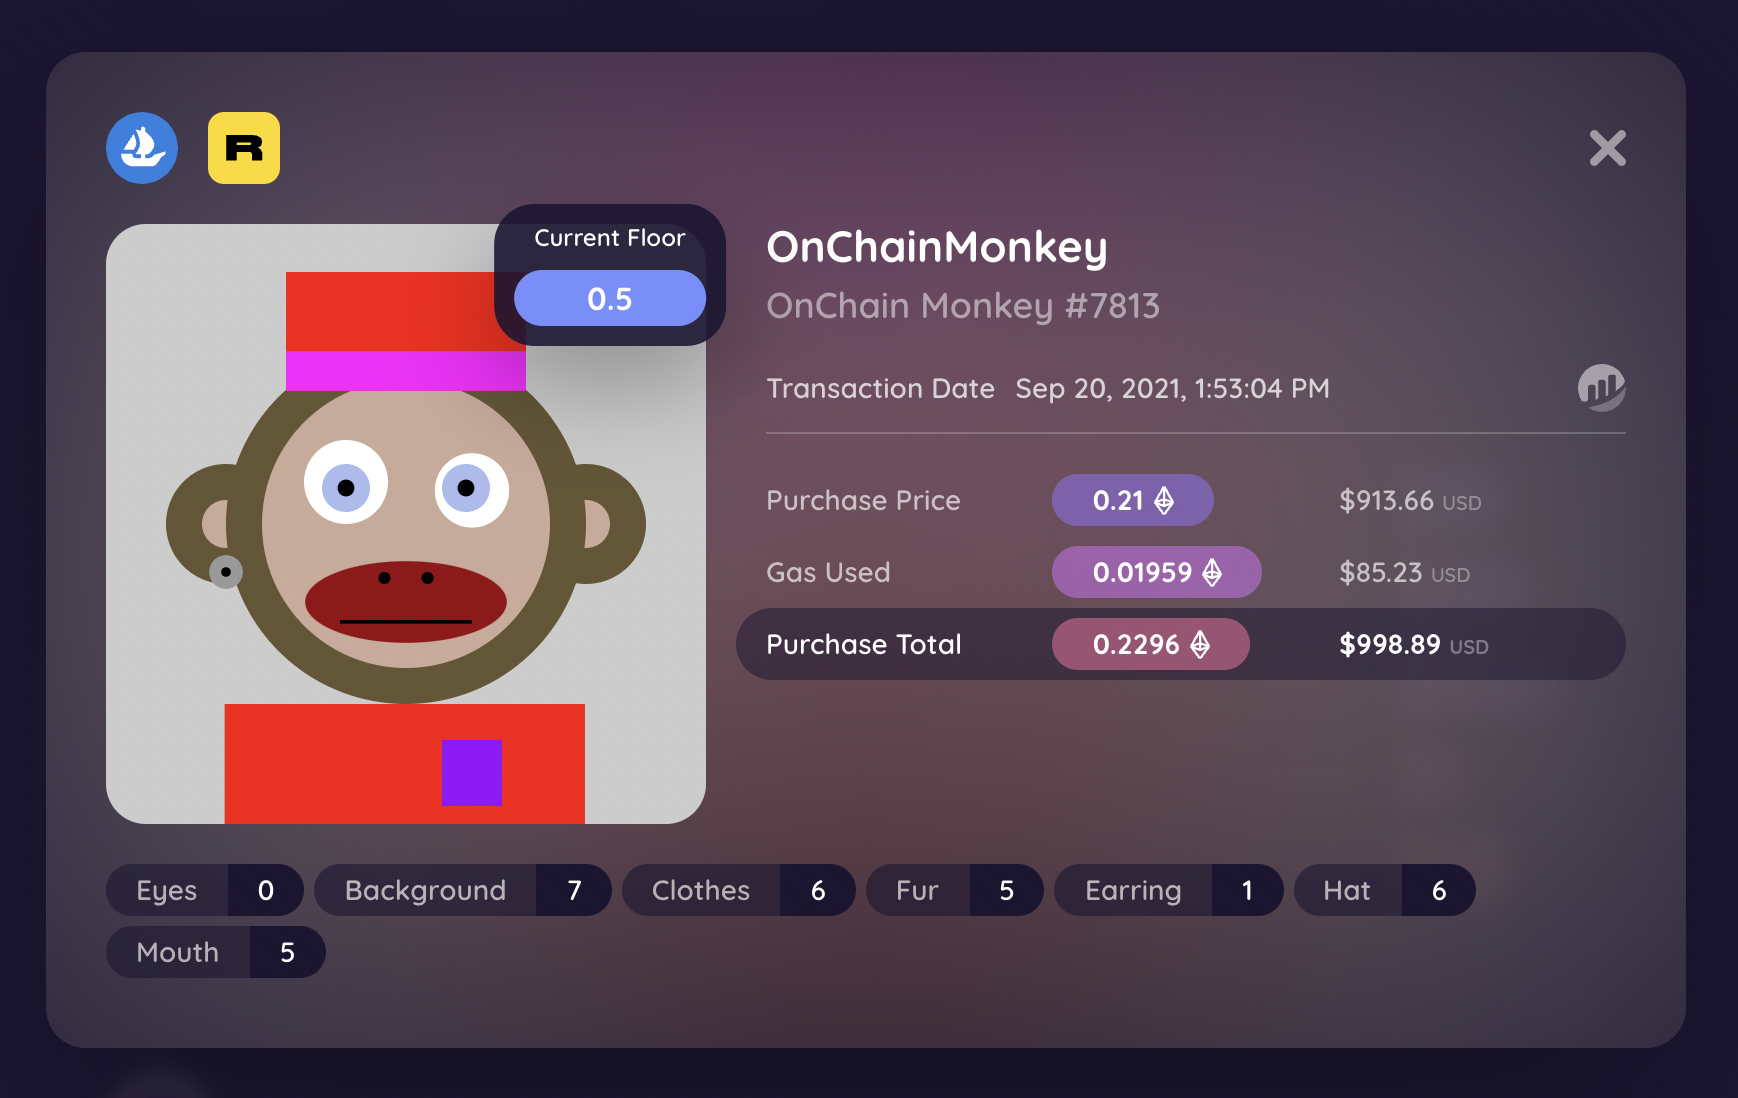 R
Current Floor
0.5
OnChainMonkey
OnChain Monkey #7813
Transaction Date Sep 20, 2021, 1:53:04 PM
Purchase Price 0.21 $913.66 USD
Gas Used 0.01959 $85.23 USD
Purchase Total 0.2296 $998.89 USD
Eyes 0 Background 7 Clothes 6 Fur 5 Earring 1 Hat 6
Mouth 5